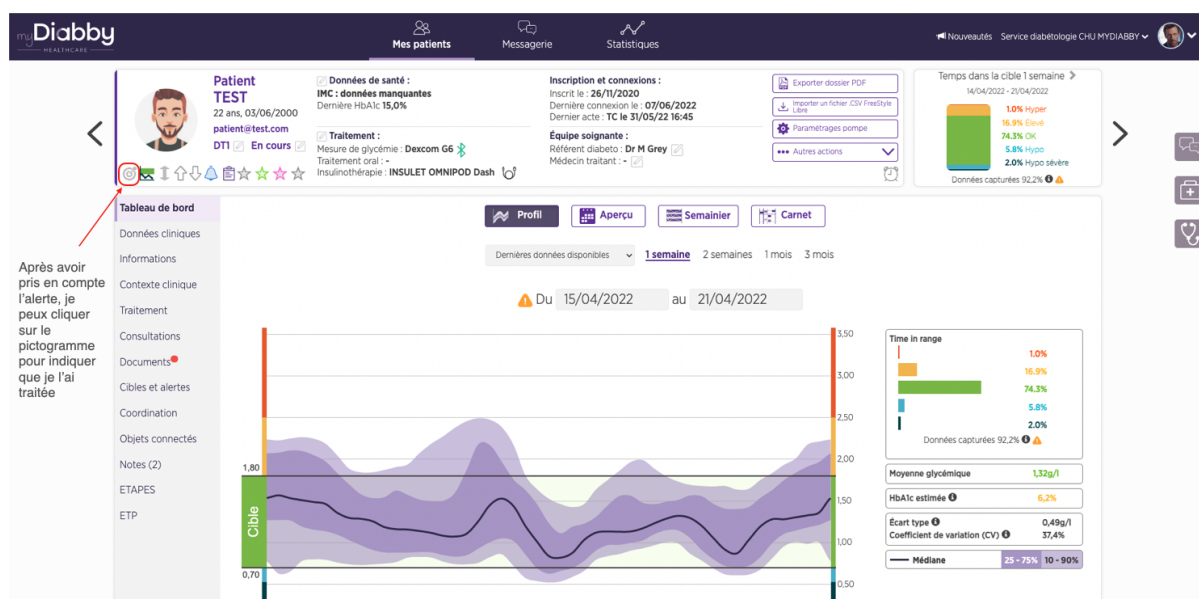 myDiabby
HEALTHCARE
Mes patients
Messagerie
Statistiques
Nouveautés
Service diabétologie CHU MYDIABBY
Patient
TEST
22 ans, 03/06/2000
patient@test.com
DT1 En cours
Données de santé :
IMC : données manquantes
Dernière HbA1c 15,0%
Traitement :
Mesure de glycémie : Dexcom G6
Traitement oral : -
Insulinothérapie : INSULET OMNIPOD Dash
Inscription et connexions :
Inscrit le : 26/11/2020
Dernière connexion le : 07/06/2022
Dernier acte : TC le 31/05/22 16:45
Équipe soignante :
Référent diabeto : Dr M Grey
Médecin traitant : -
Exporter dossier PDF
Importer un fichier .CSV FreeStyle
Libre
Paramétrages pompe
Autres actions
Temps dans la cible 1 semaine
14/04/2022 - 21/04/2022
1.0% Hyper
16.9% Élevé
74.3% OK
5.8% Hypo
2.0% Hypo sévère
Données capturées 92,2%
Après avoir
pris en compte
l'alerte, je
peux cliquer
sur le
pictogramme
pour indiquer
que je l'ai
traitée
Tableau de bord
Données cliniques
Informations
Contexte clinique
Traitement
Consultations
Documents
Cibles et alertes
Coordination
Objets connectés
Notes (2)
ETAPES
ETP
Profil
Aperçu
Semainier
Carnet
Dernières données disponibles
1 semaine
2 semaines
1 mois
3 mois
Du 15/04/2022 au 21/04/2022
3,50
3,00
2,50
2,00
1,50
1,00
0,50
1,80
Cible
0,70
Time in range
1.0%
16.9%
74.3%
5.8%
2.0%
Données capturées 92,2%
Moyenne glycémique 1,32g/l
HbA1c estimée 6,2%
Écart type 0,49g/l
Coefficient de variation (CV) 37,4%
Médiane 25 - 75% 10 - 90%